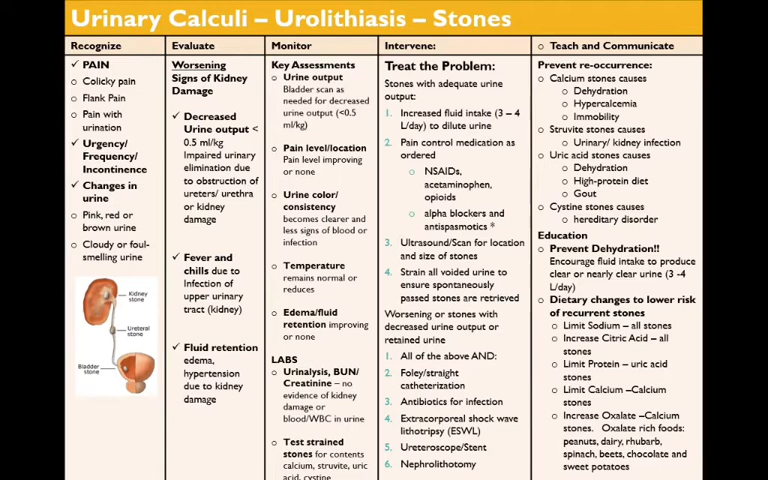 Urinary Calculi – Urolithiasis – Stones
Recognize
✓ PAIN
o Colicky pain
o Flank Pain
o Pain with
urination
✓ Urgency/
Frequency/
Incontinence
✓ Changes in
urine
o Pink, red or
brown urine
o Cloudy or foul-
smelling urine
Kidney
stone
Ureteral
stone
Bladder
stone
Evaluate
Worsening
Signs of Kidney
Damage
✓ Decreased
Urine output <
0.5 ml/kg
Impaired urinary
elimination due to
obstruction of
ureters/ urethra
or kidney
damage
✓ Fever and
chills due to
Infection of
upper urinary
tract (kidney)
✓ Fluid retention
edema,
hypertension
due to kidney
damage
Monitor
Key Assessments
o Urine output
Bladder scan as
needed for decreased
urine output (<0.5
ml/kg)
o Pain level/location
Pain level improving
or none
o Urine color/
consistency
becomes clearer and
less signs of blood or
infection
o Temperature
remains normal or
reduces
o Edema/fluid
retention improving
or none
LABS
o Urinalysis, BUN/
Creatinine – no
evidence of kidney
damage or
blood/WBC in urine
o Test strained
stones for contents
calcium, struvite, uric
acid, cystine
Intervene:
Treat the Problem:
Stones with adequate urine
output:
1. Increased fluid intake (3 – 4
L/day) to dilute urine
2. Pain control medication as
ordered
o NSAIDs,
acetaminophen,
opioids
o alpha blockers and
antispasmotics *
3. Ultrasound/Scan for location
and size of stones
4. Strain all voided urine to
ensure spontaneously
passed stones are retrieved
Worsening or stones with
decreased urine output or
retained urine
1. All of the above AND:
2. Foley/straight
catheterization
3. Antibiotics for infection
4. Extracorporeal shock wave
lithotripsy (ESWL)
5. Ureteroscope/Stent
6. Nephrolithotomy
o Teach and Communicate
Prevent re-occurrence:
o Calcium stones causes
o Dehydration
o Hypercalcemia
o Immobility
o Struvite stones causes
o Urinary/ kidney infection
o Uric acid stones causes
o Dehydration
o High-protein diet
o Gout
o Cystine stones causes
o hereditary disorder
Education
o Prevent Dehydration!!
Encourage fluid intake to produce
clear or nearly clear urine (3 -4
L/day)
o Dietary changes to lower risk
of recurrent stones
o Limit Sodium – all stones
o Increase Citric Acid – all
stones
o Limit Protein – uric acid
stones
o Limit Calcium –Calcium
stones
o Increase Oxalate –Calcium
stones. Oxalate rich foods:
peanuts, dairy, rhubarb,
spinach, beets, chocolate and
sweet potatoes